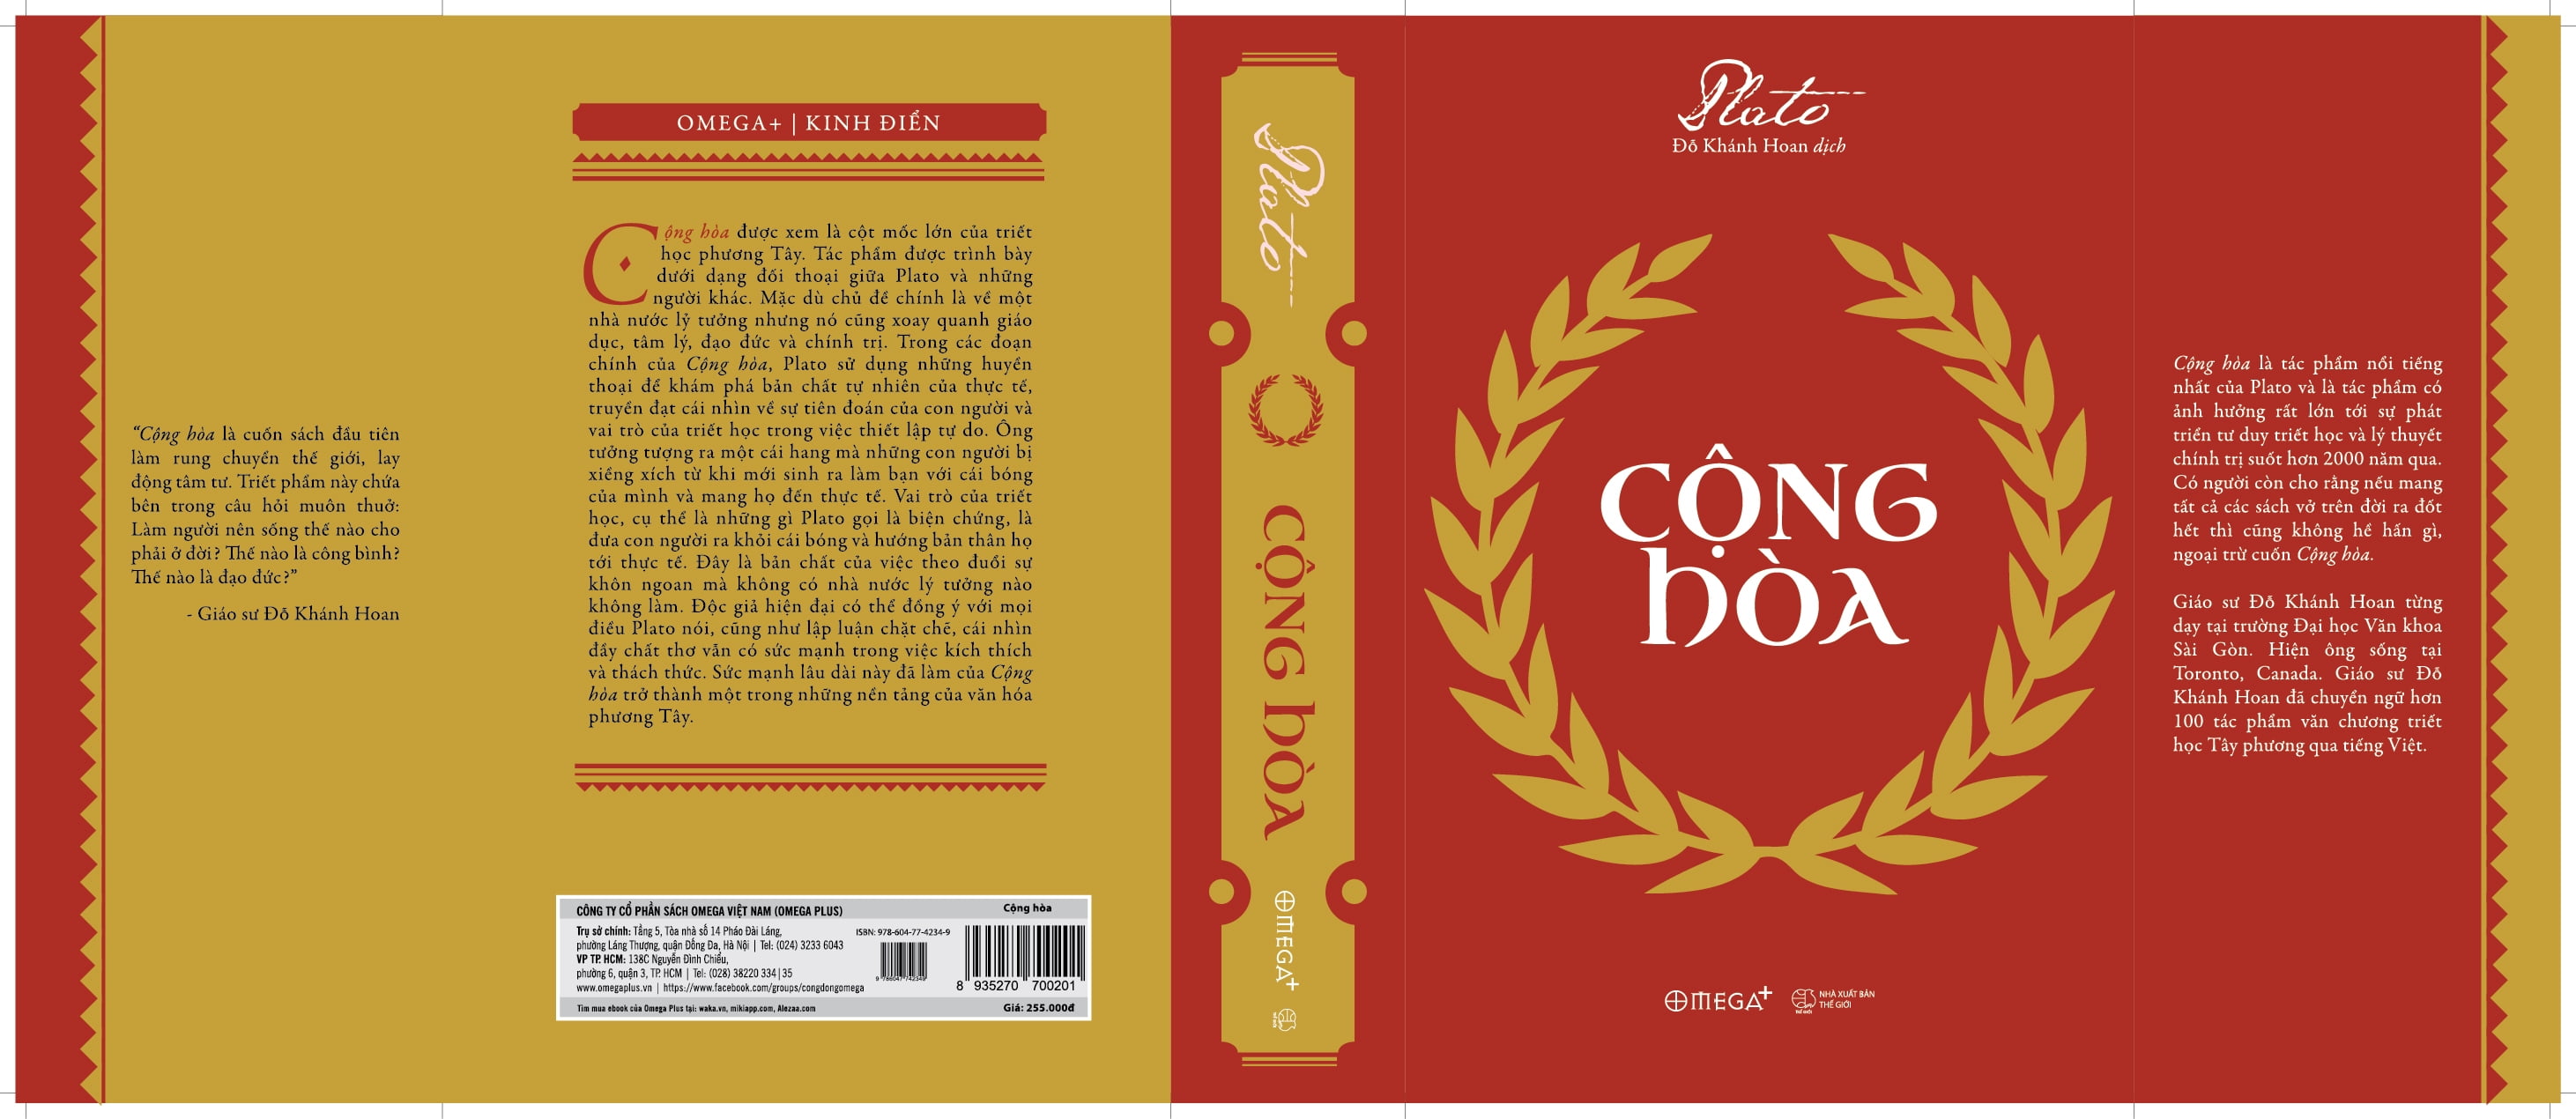 “Cộng hòa là cuốn sách đầu tiên
làm rung chuyển thế giới, lay
động tâm tư. Triết phẩm này chứa
bên trong câu hỏi muôn thuở:
Làm người nên sống thế nào cho
phải ở đời? Thế nào là công bình?
Thế nào là đạo đức?”
- Giáo sư Đỗ Khánh Hoan
OMEGA+ | KINH ĐIỂN
Cộng hòa được xem là cột mốc lớn của triết
học phương Tây. Tác phẩm được trình bày
dưới dạng đối thoại giữa Plato và những
người khác. Mặc dù chủ đề chính là về một
nhà nước lý tưởng nhưng nó cũng xoay quanh giáo
dục, tâm lý, đạo đức và chính trị. Trong các đoạn
chính của Cộng hòa, Plato sử dụng những huyền
thoại để khám phá bản chất tự nhiên của thực tế,
truyền đạt cái nhìn về sự tiên đoán của con người và
vai trò của triết học trong việc thiết lập tự do. Ông
tưởng tượng ra một cái hang mà những con người bị
xiềng xích từ khi mới sinh ra làm bạn với cái bóng
của mình và mang họ đến thực tế. Vai trò của triết
học, cụ thể là những gì Plato gọi là biện chứng, là
đưa con người ra khỏi cái bóng và hướng bản thân họ
tới thực tế. Đây là bản chất của việc theo đuổi sự
khôn ngoan mà không có nhà nước lý tưởng nào
không làm. Độc giả hiện đại có thể đồng ý với mọi
điều Plato nói, cũng như lập luận chặt chẽ, cái nhìn
đầy chất thơ vẫn có sức mạnh trong việc kích thích
và thách thức. Sức mạnh lâu dài này đã làm của Cộng
hòa trở thành một trong những nền tảng của văn hóa
phương Tây.
CÔNG TY CỔ PHẦN SÁCH OMEGA VIỆT NAM (OMEGA PLUS)
Cộng hòa
Trụ sở chính: Tầng 5, Tòa nhà số 14 Pháo Đài Láng,
phường Láng Thượng, quận Đống Đa, Hà Nội | Tel: (024) 3233 6043
VP TP. HCM: 138C Nguyễn Đình Chiểu,
phường 6, quận 3, TP. HCM | Tel: (028) 38220 334|35
www.omegaplus.vn | https://www.facebook.com/groups/congdongomega
ISBN: 978-604-77-4234-9
9 786047 742349
8 935270 700201
Tìm mua ebook của Omega Plus tại: waka.vn, mikiapp.com, Alezaa.com
Giá: 255.000đ
Plato
CỘNG HÒA
OMEGA+
Plato
Đỗ Khánh Hoan dịch
CỘNG
HÒA
OMEGA+
NHÀ XUẤT BẢN
THẾ GIỚI
Cộng hòa là tác phẩm nổi tiếng
nhất của Plato và là tác phẩm có
ảnh hưởng rất lớn tới sự phát
triển tư duy triết học và lý thuyết
chính trị suốt hơn 2000 năm qua.
Có người còn cho rằng nếu mang
tất cả các sách vở trên đời ra đốt
hết thì cũng không hề hấn gì,
ngoại trừ cuốn Cộng hòa.
Giáo sư Đỗ Khánh Hoan từng
dạy tại trường Đại học Văn khoa
Sài Gòn. Hiện ông sống tại
Toronto, Canada. Giáo sư Đỗ
Khánh Hoan đã chuyển ngữ hơn
100 tác phẩm văn chương triết
học Tây phương qua tiếng Việt.